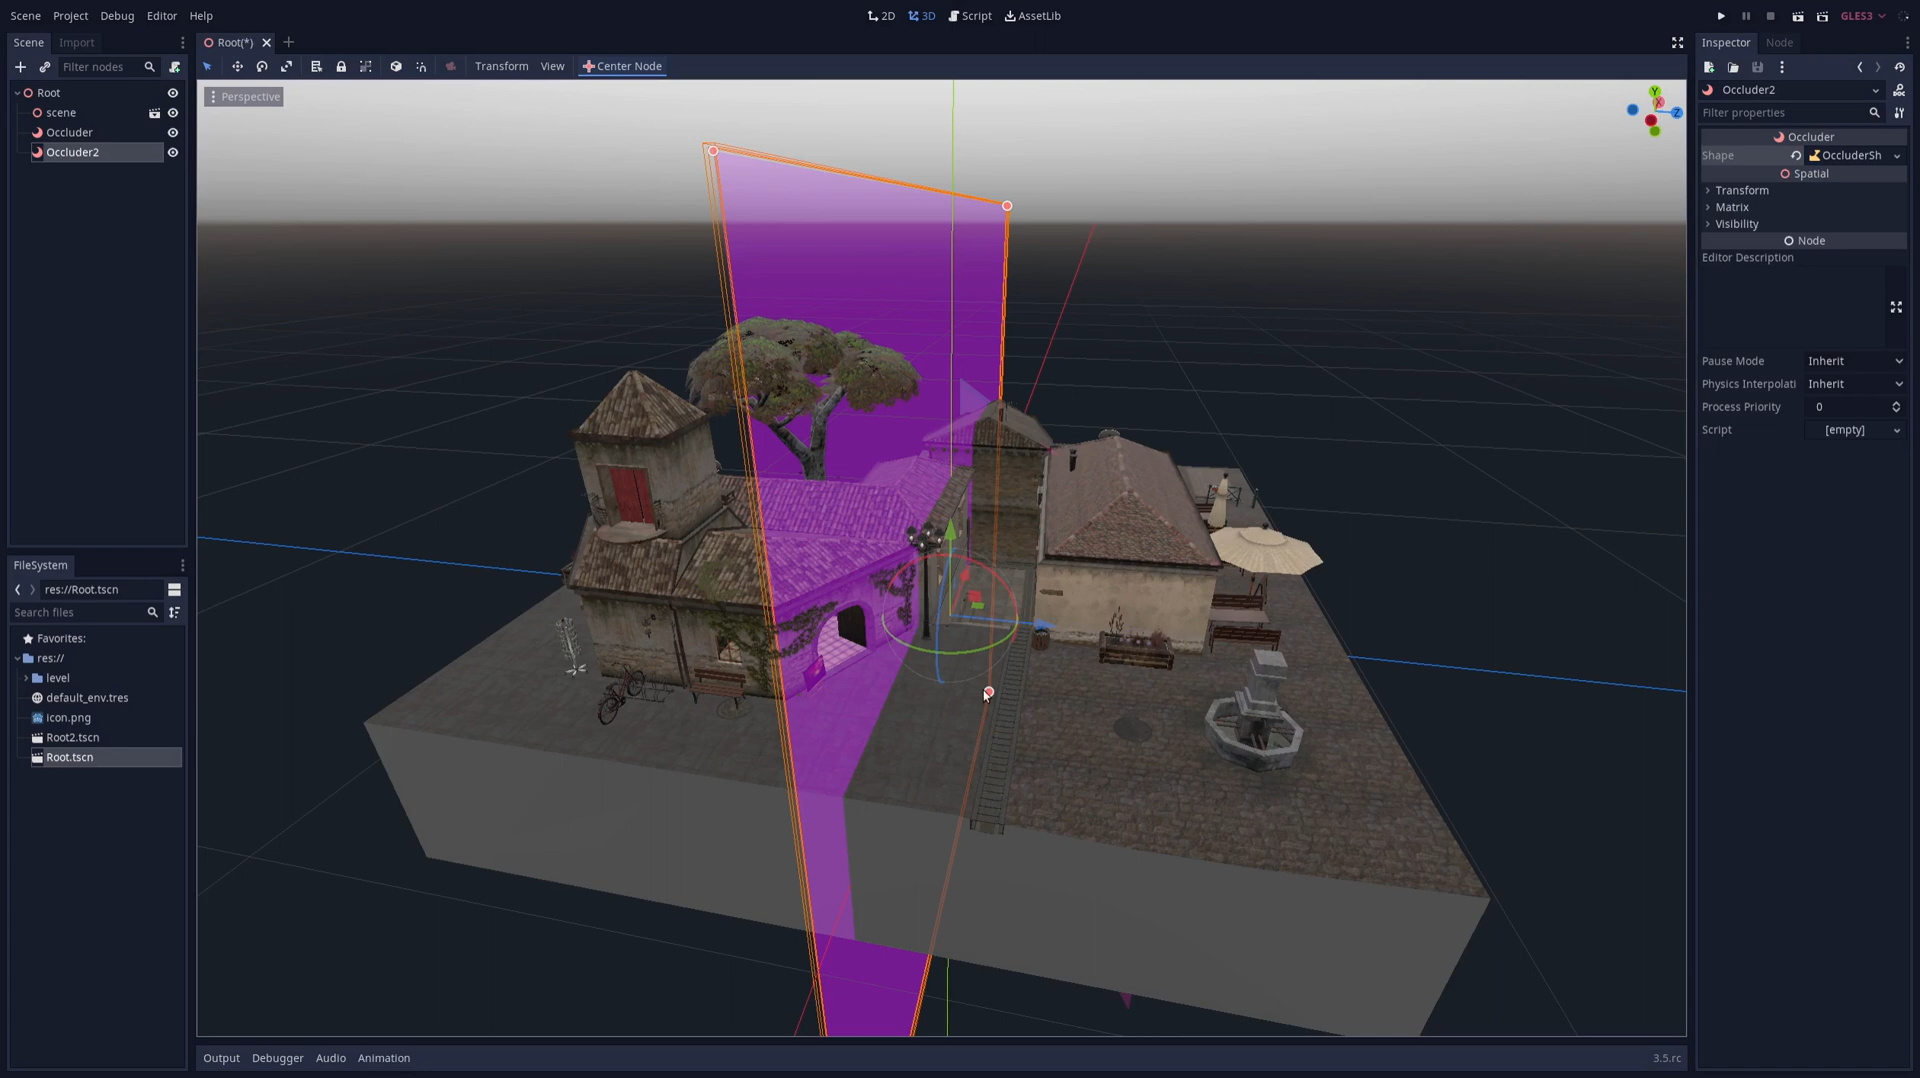 Scene Project Debug Editor Help
2D 3D Script AssetLib
GLES3
Scene Import
Filter nodes
Root
scene
Occluder
Occluder2
Root(*)
Transform View Center Node
Perspective
Y
X
Z
FileSystem
res://Root.tscn
Search files
Favorites:
res://
level
default_env.tres
icon.png
Root2.tscn
Root.tscn
Output Debugger Audio Animation
3.5.rc
Inspector Node
Occluder2
DOC
Filter properties
Occluder
Shape OccluderSh
Spatial
Transform
Matrix
Visibility
Node
Editor Description
Pause Mode Inherit
Physics Interpolati Inherit
Process Priority 0
Script [empty]